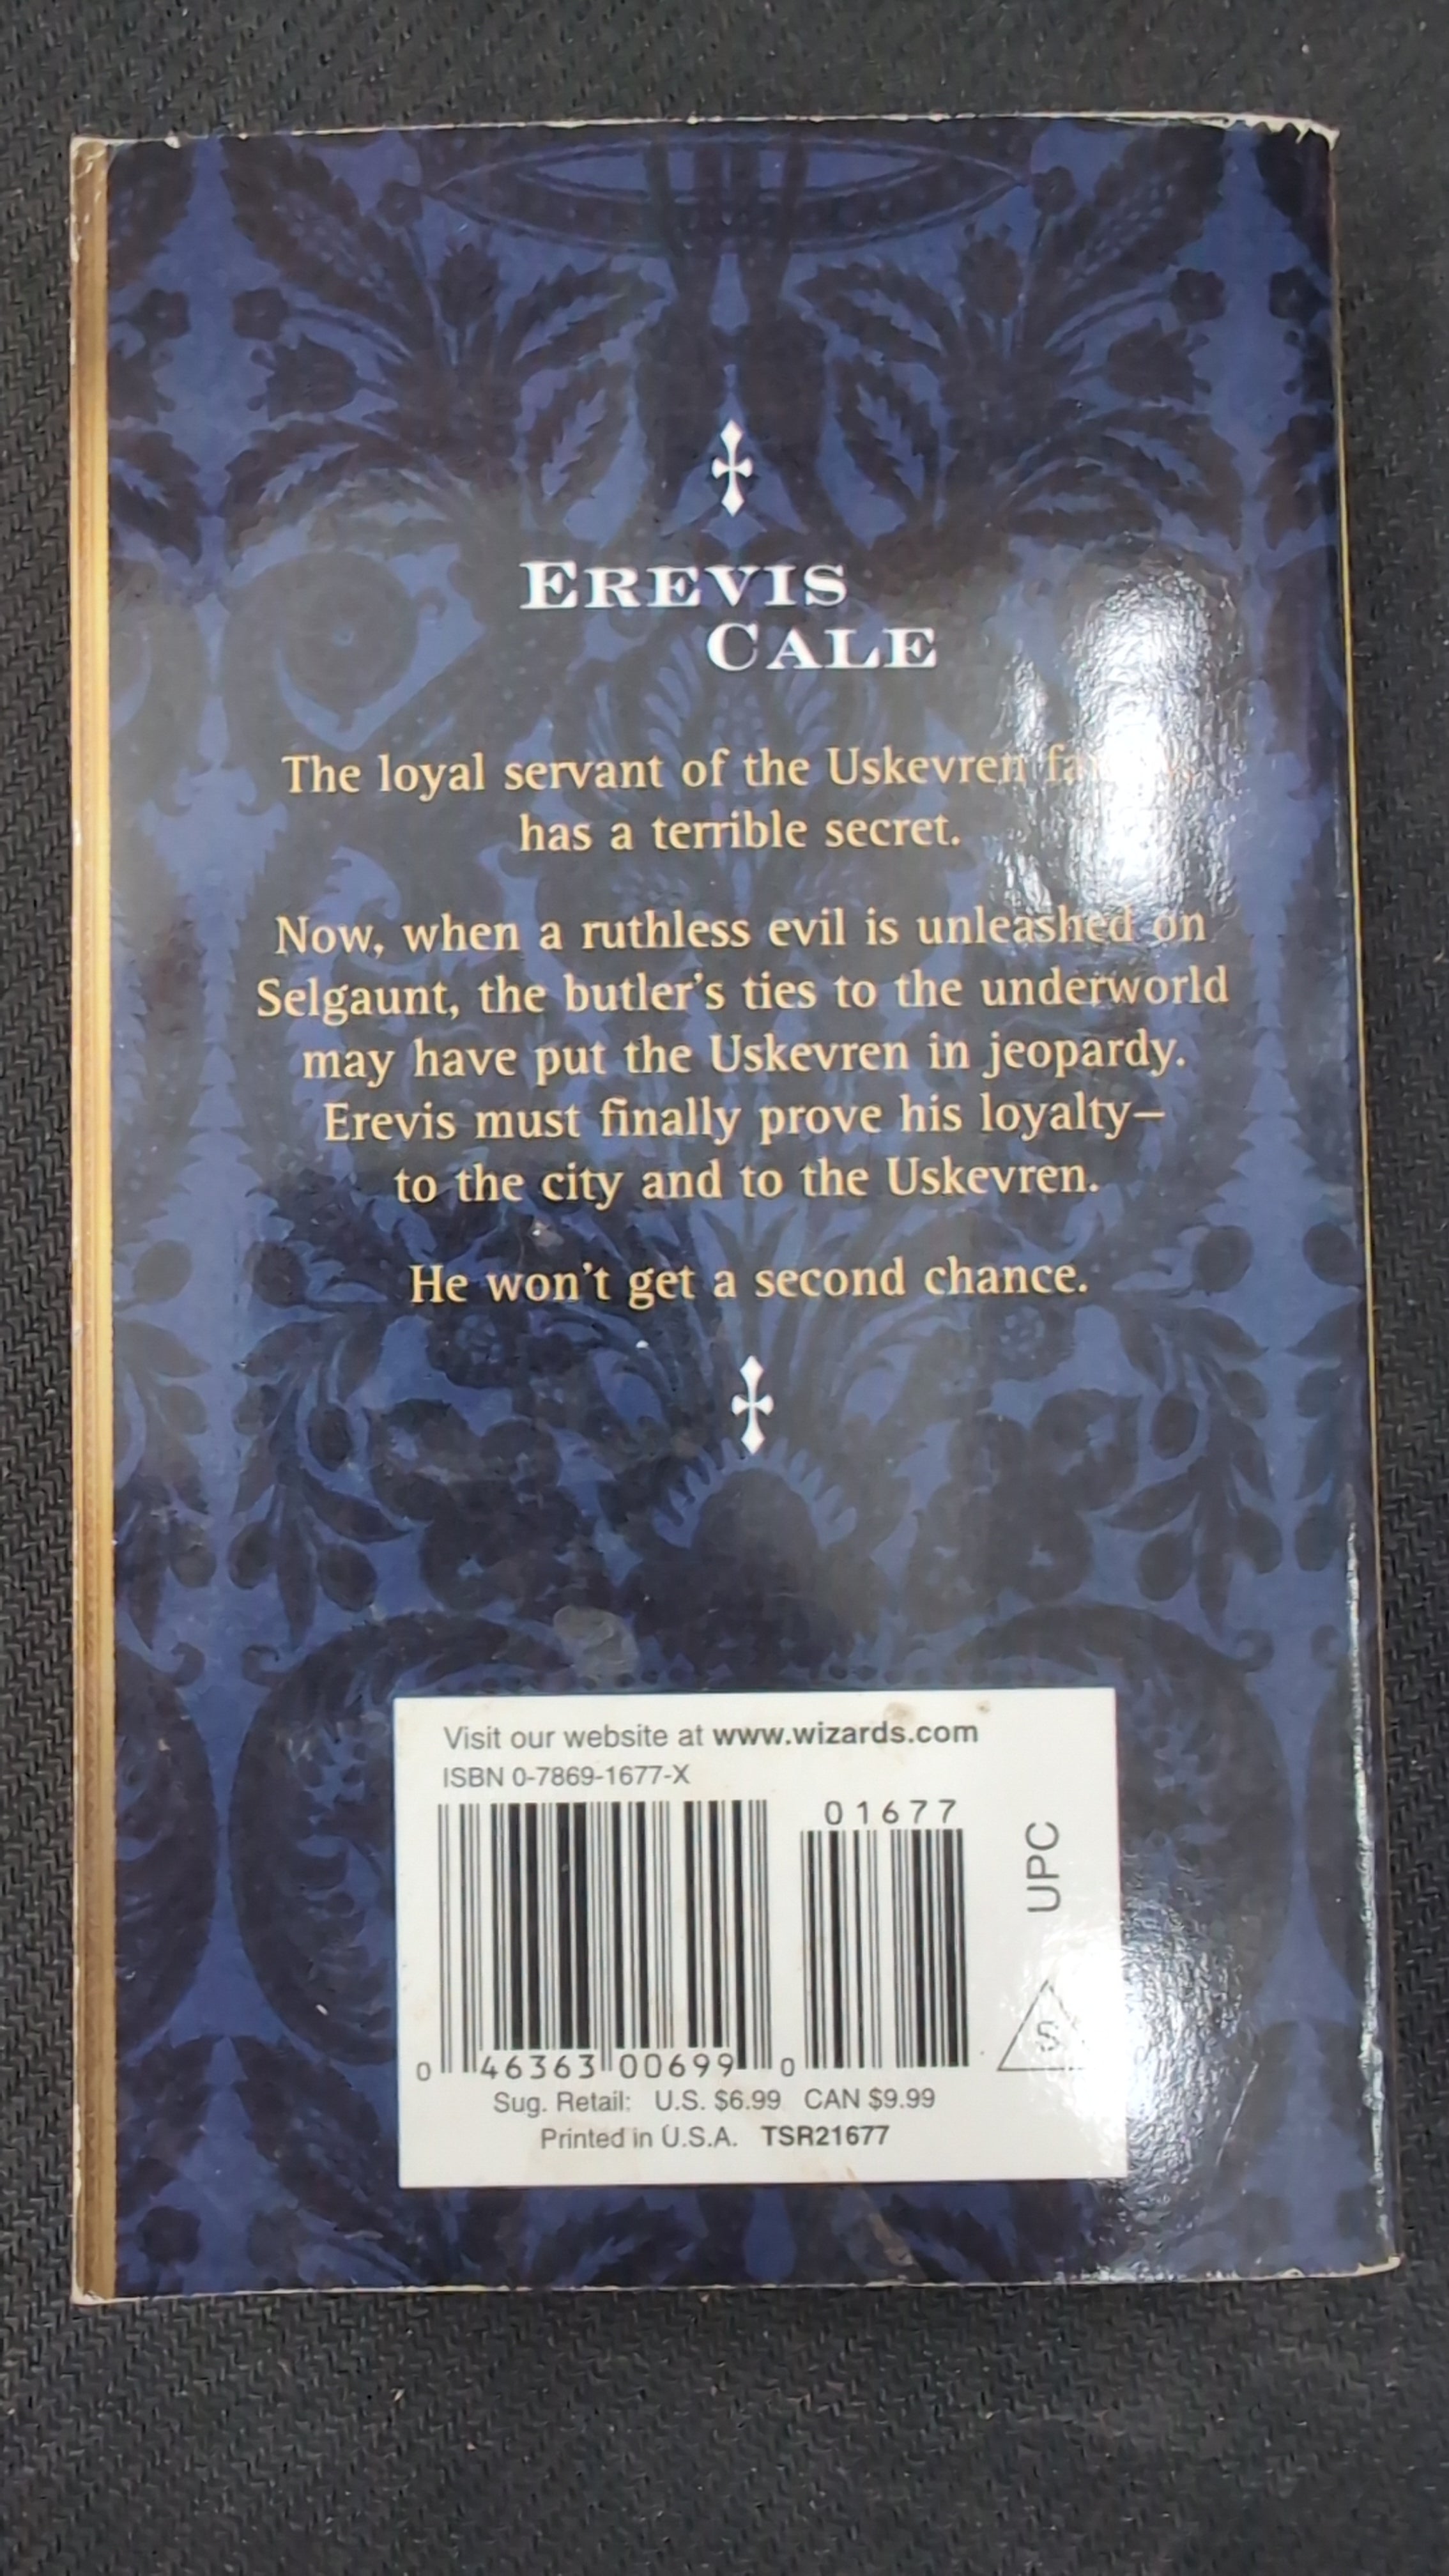 EREVIS
CALE
The loyal servant of the Uskevren
has a terrible secret.
Now, when a ruthless evil is unleashed on
Selgaunt, the butler's ties to the underworld
may have put the Uskevren in jeopardy.
Erevis must finally prove his loyalty—
to the city and to the Uskevren.
He won't get a second chance.
Visit our website at www.wizards.com
ISBN 0-7869-1677-X
01677
UPC
S
0 46363 00699 0
Sug. Retail: U.S. $6.99 CAN $9.99
Printed in U.S.A. TSR21677